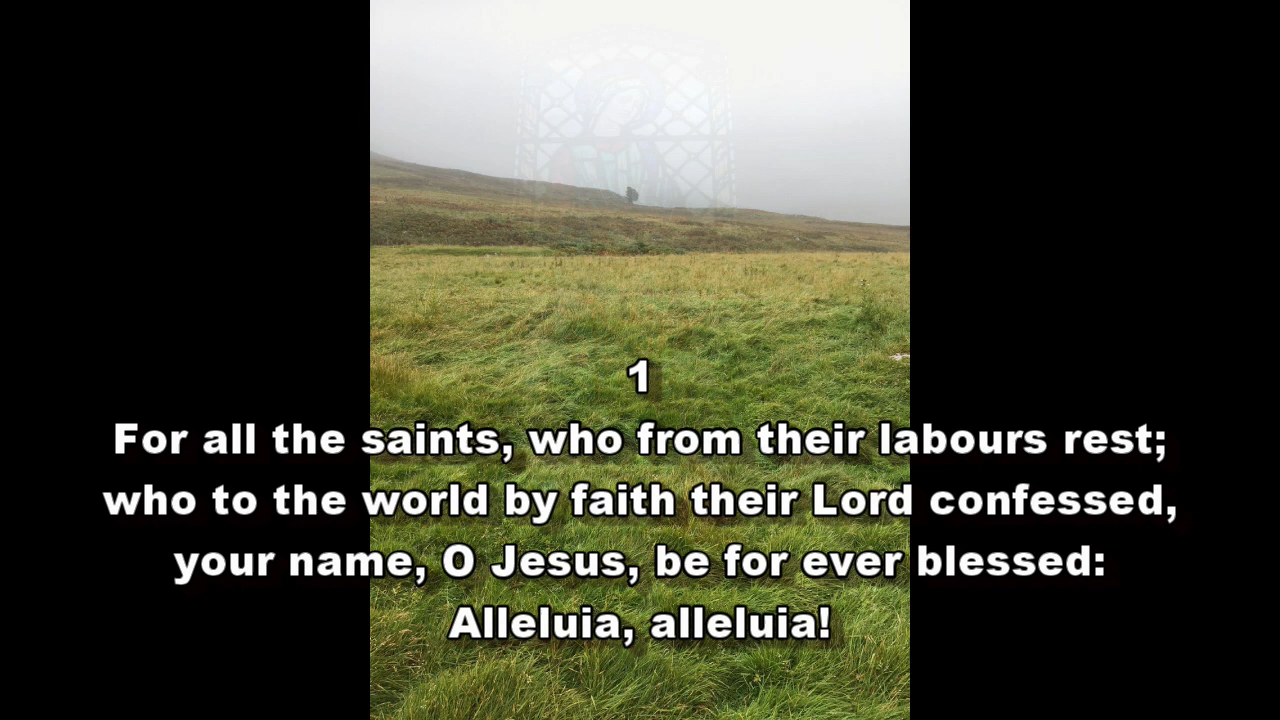 1
For all the saints, who from their labours rest;
who to the world by faith their Lord confessed,
your name, O Jesus, be for ever blessed:
Alleluia, alleluia!